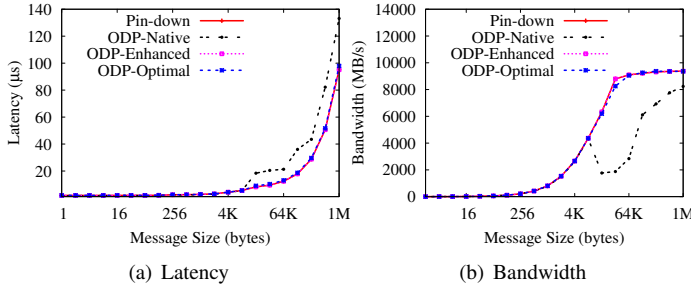 Latency (µs)
140
120
100
80
60
40
20
Pin-down
ODP-Native
ODP-Enhanced
ODP-Optimal
1 16 256 4K 64K 1M
Message Size (bytes)
(a) Latency
Bandwidth (MB/s)
14000
12000
10000
8000
6000
4000
2000
0
Pin-down
ODP-Native
ODP-Enhanced
ODP-Optimal
16 256 4K 64K 1M
Message Size (bytes)
(b) Bandwidth